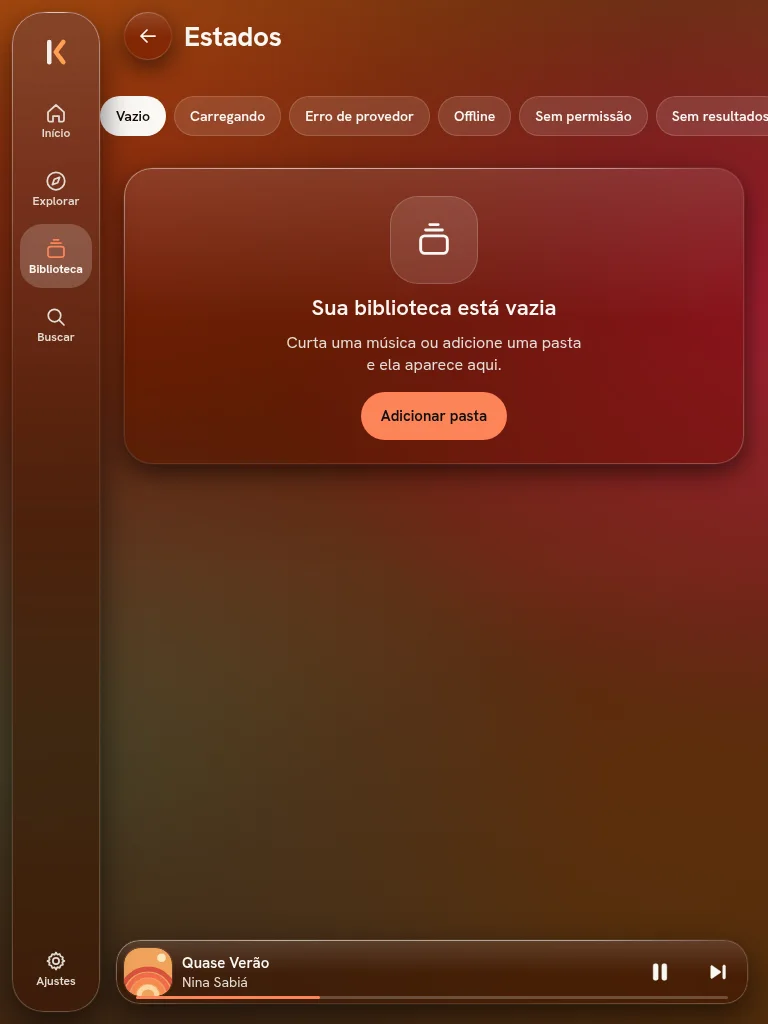 Estados
Vazio
Carregando
Erro de provedor
Offline
Sem permissão
Sem resultados
Início
Explorar
Biblioteca
Buscar
Sua biblioteca está vazia
Curta uma música ou adicione uma pasta
e ela aparece aqui.
Adicionar pasta
Ajustes
Quase Verão
Nina Sabiá